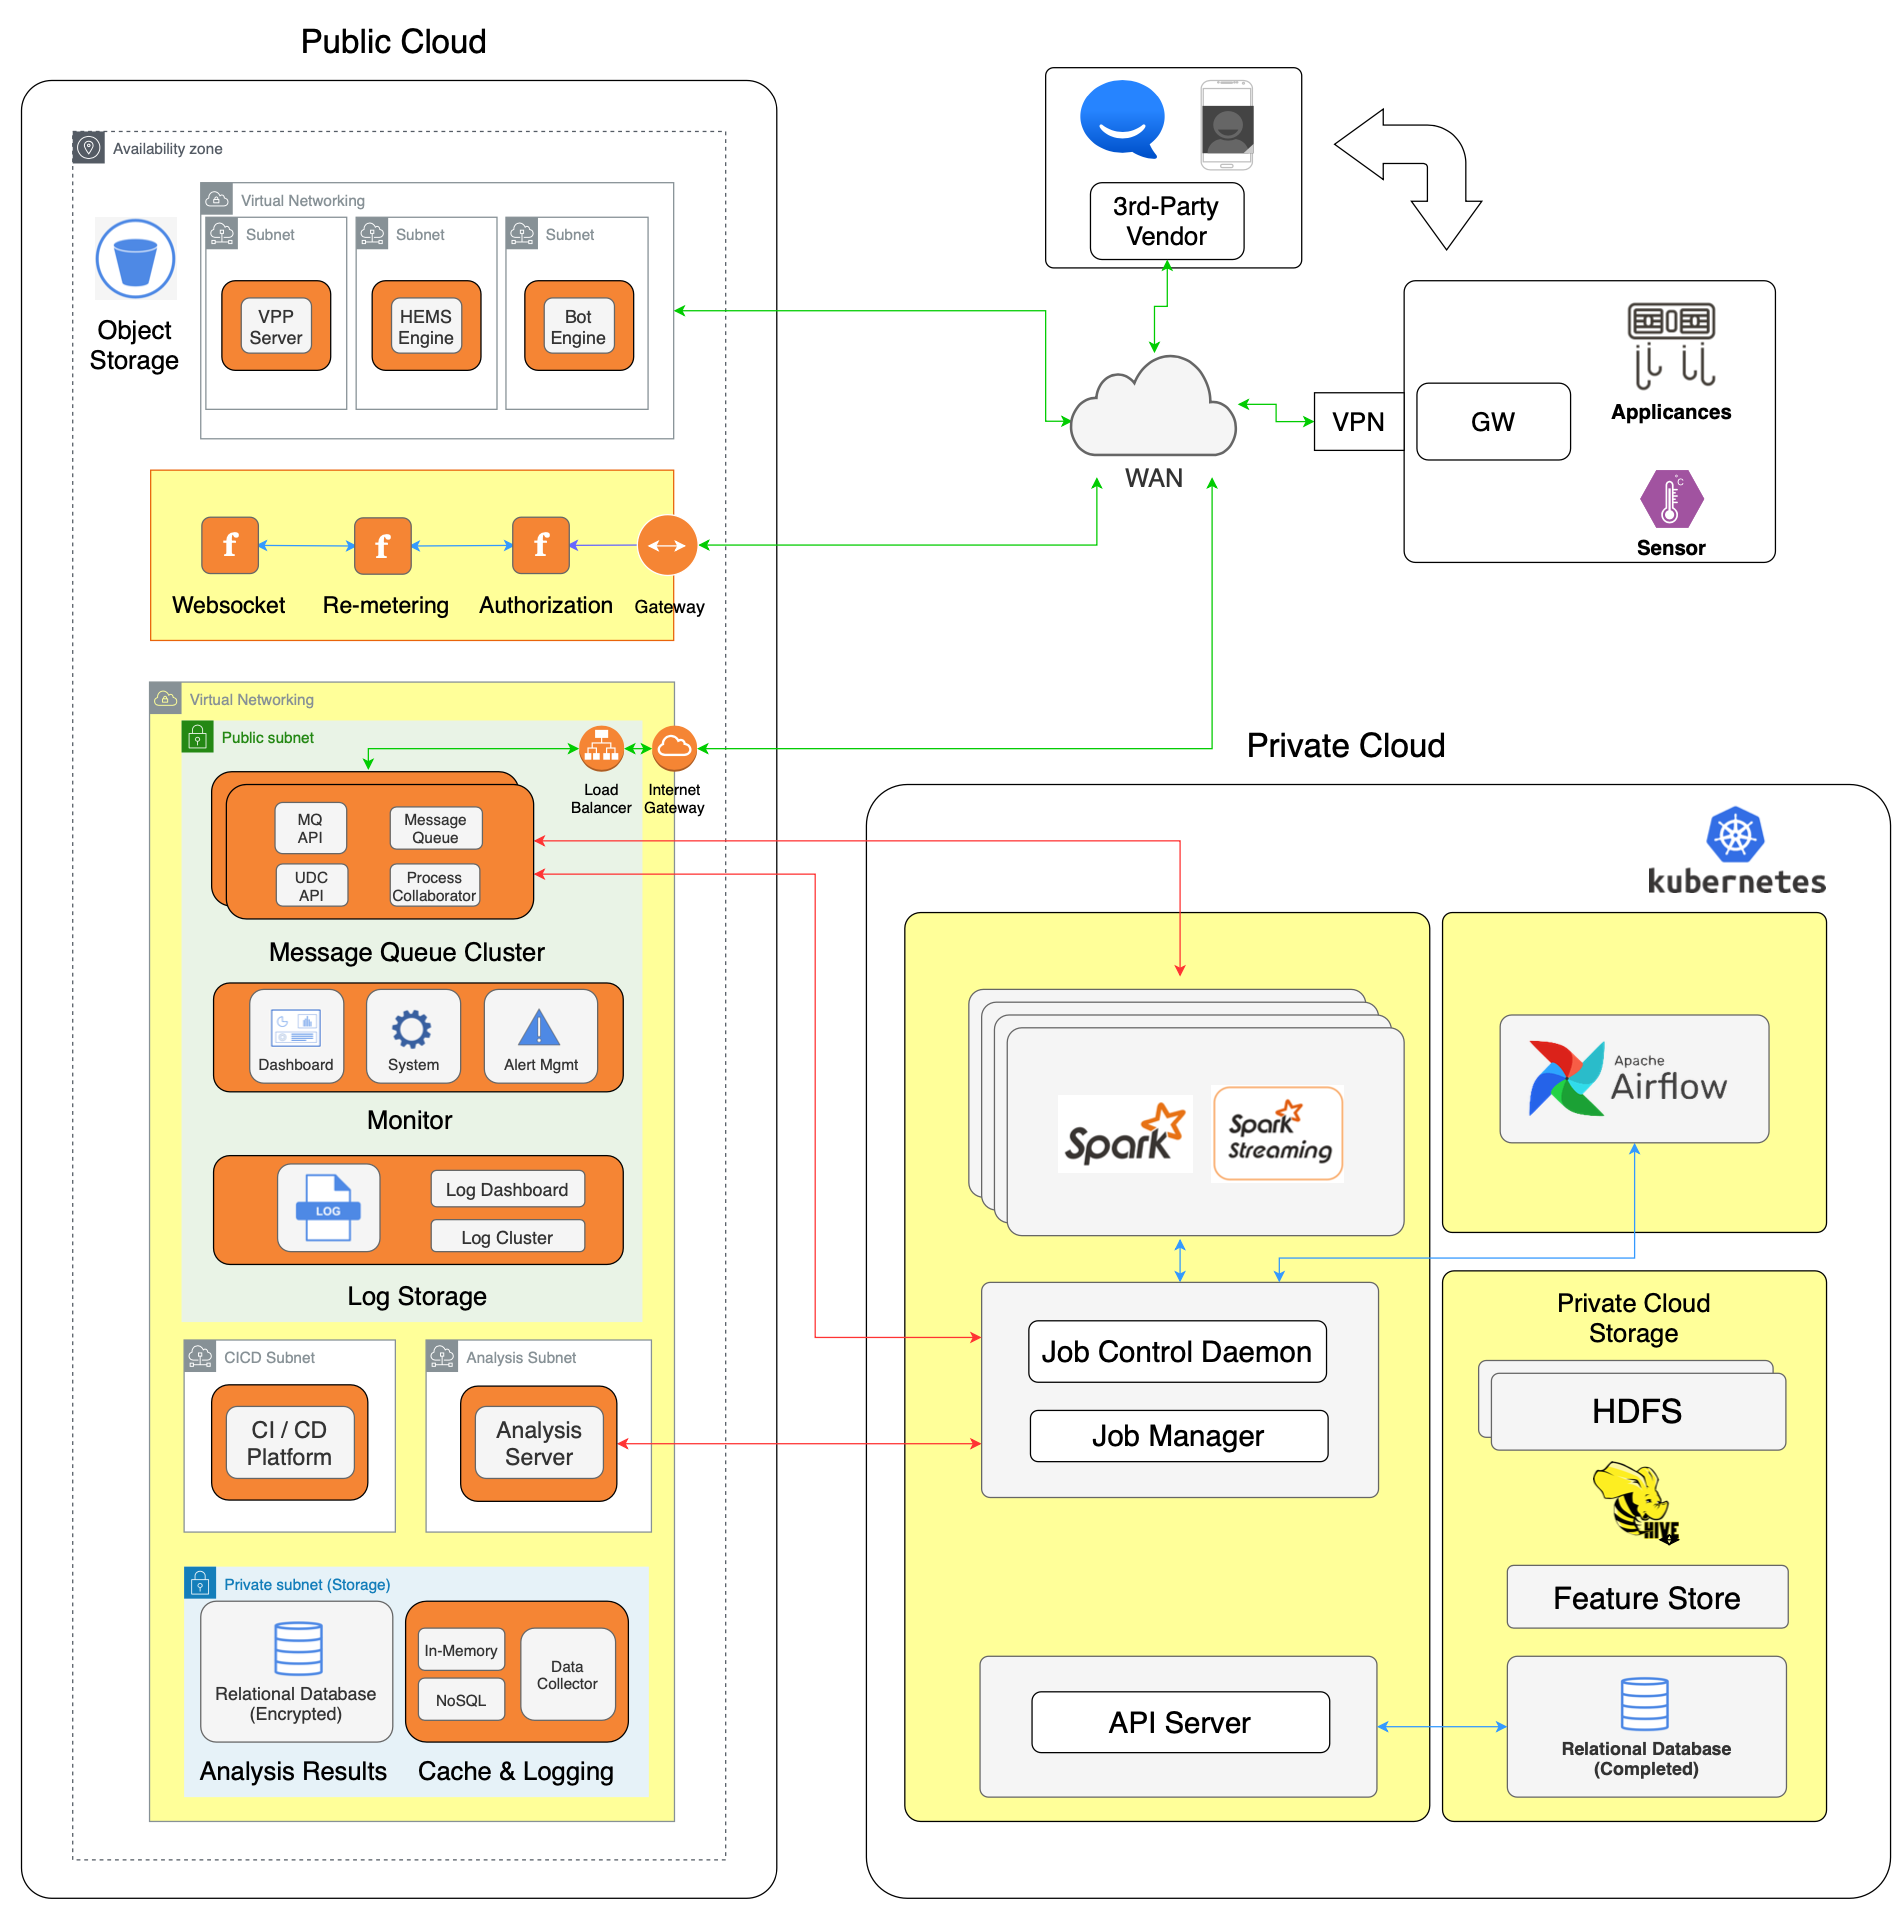 Public Cloud
Availability zone
Virtual Networking
Subnet
Subnet
Subnet
VPP
Server
HEMS
Engine
Bot
Engine
Object
Storage
f
f
f
Websocket
Re-metering
Authorization
Gateway
Virtual Networking
Public subnet
Load
Balancer
Internet
Gateway
MQ
API
Message
Queue
UDC
API
Process
Collaborator
Message Queue Cluster
Dashboard
System
Alert Mgmt
Monitor
LOG
Log Dashboard
Log Cluster
Log Storage
CICD Subnet
CI / CD
Platform
Analysis Subnet
Analysis
Server
Private subnet (Storage)
Relational Database
(Encrypted)
Analysis Results
In-Memory
NoSQL
Data
Collector
Cache & Logging
3rd-Party
Vendor
WAN
VPN
GW
Applicances
°C
Sensor
Private Cloud
kubernetes
Spark
Spark
Streaming
Apache
Airflow
Job Control Daemon
Job Manager
API Server
Private Cloud
Storage
HDFS
HIVE
Feature Store
Relational Database
(Completed)